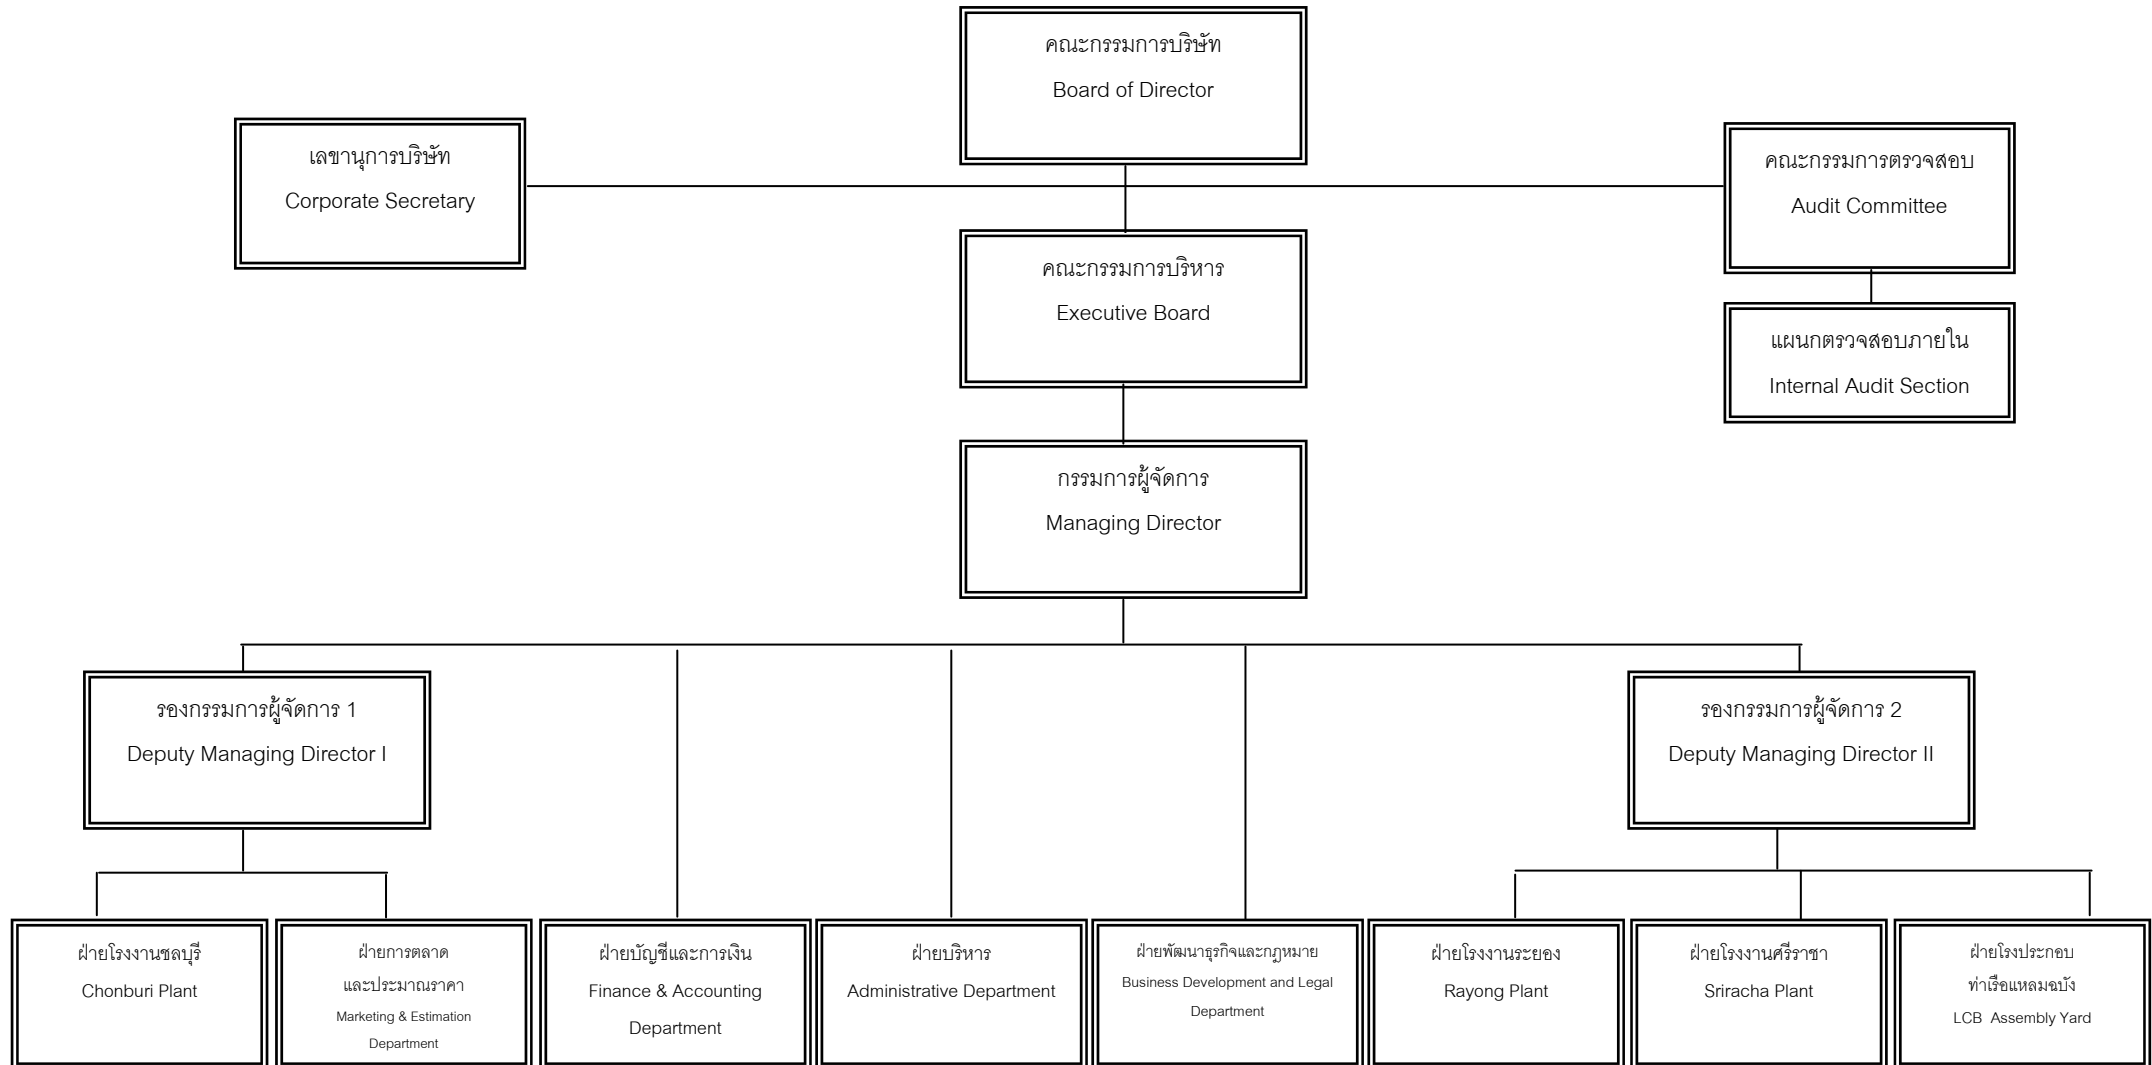 คณะกรรมการบริษัท
Board of Director
เลขานุการบริษัท
Corporate Secretary
คณะกรรมการตรวจสอบ
Audit Committee
คณะกรรมการบริหาร
Executive Board
แผนกตรวจสอบภายใน
Internal Audit Section
กรรมการผู้จัดการ
Managing Director
รองกรรมการผู้จัดการ 1
Deputy Managing Director I
รองกรรมการผู้จัดการ 2
Deputy Managing Director II
ฝ่ายโรงงานชลบุรี
Chonburi Plant
ฝ่ายการตลาด
และประมาณราคา
Marketing & Estimation
Department
ฝ่ายบัญชีและการเงิน
Finance & Accounting
Department
ฝ่ายบริหาร
Administrative Department
ฝ่ายพัฒนาธุรกิจและกฎหมาย
Business Development and Legal
Department
ฝ่ายโรงงานระยอง
Rayong Plant
ฝ่ายโรงงานศรีราชา
Sriracha Plant
ฝ่ายโรงประกอบ
ท่าเรือแหลมฉบัง
LCB  Assembly Yard